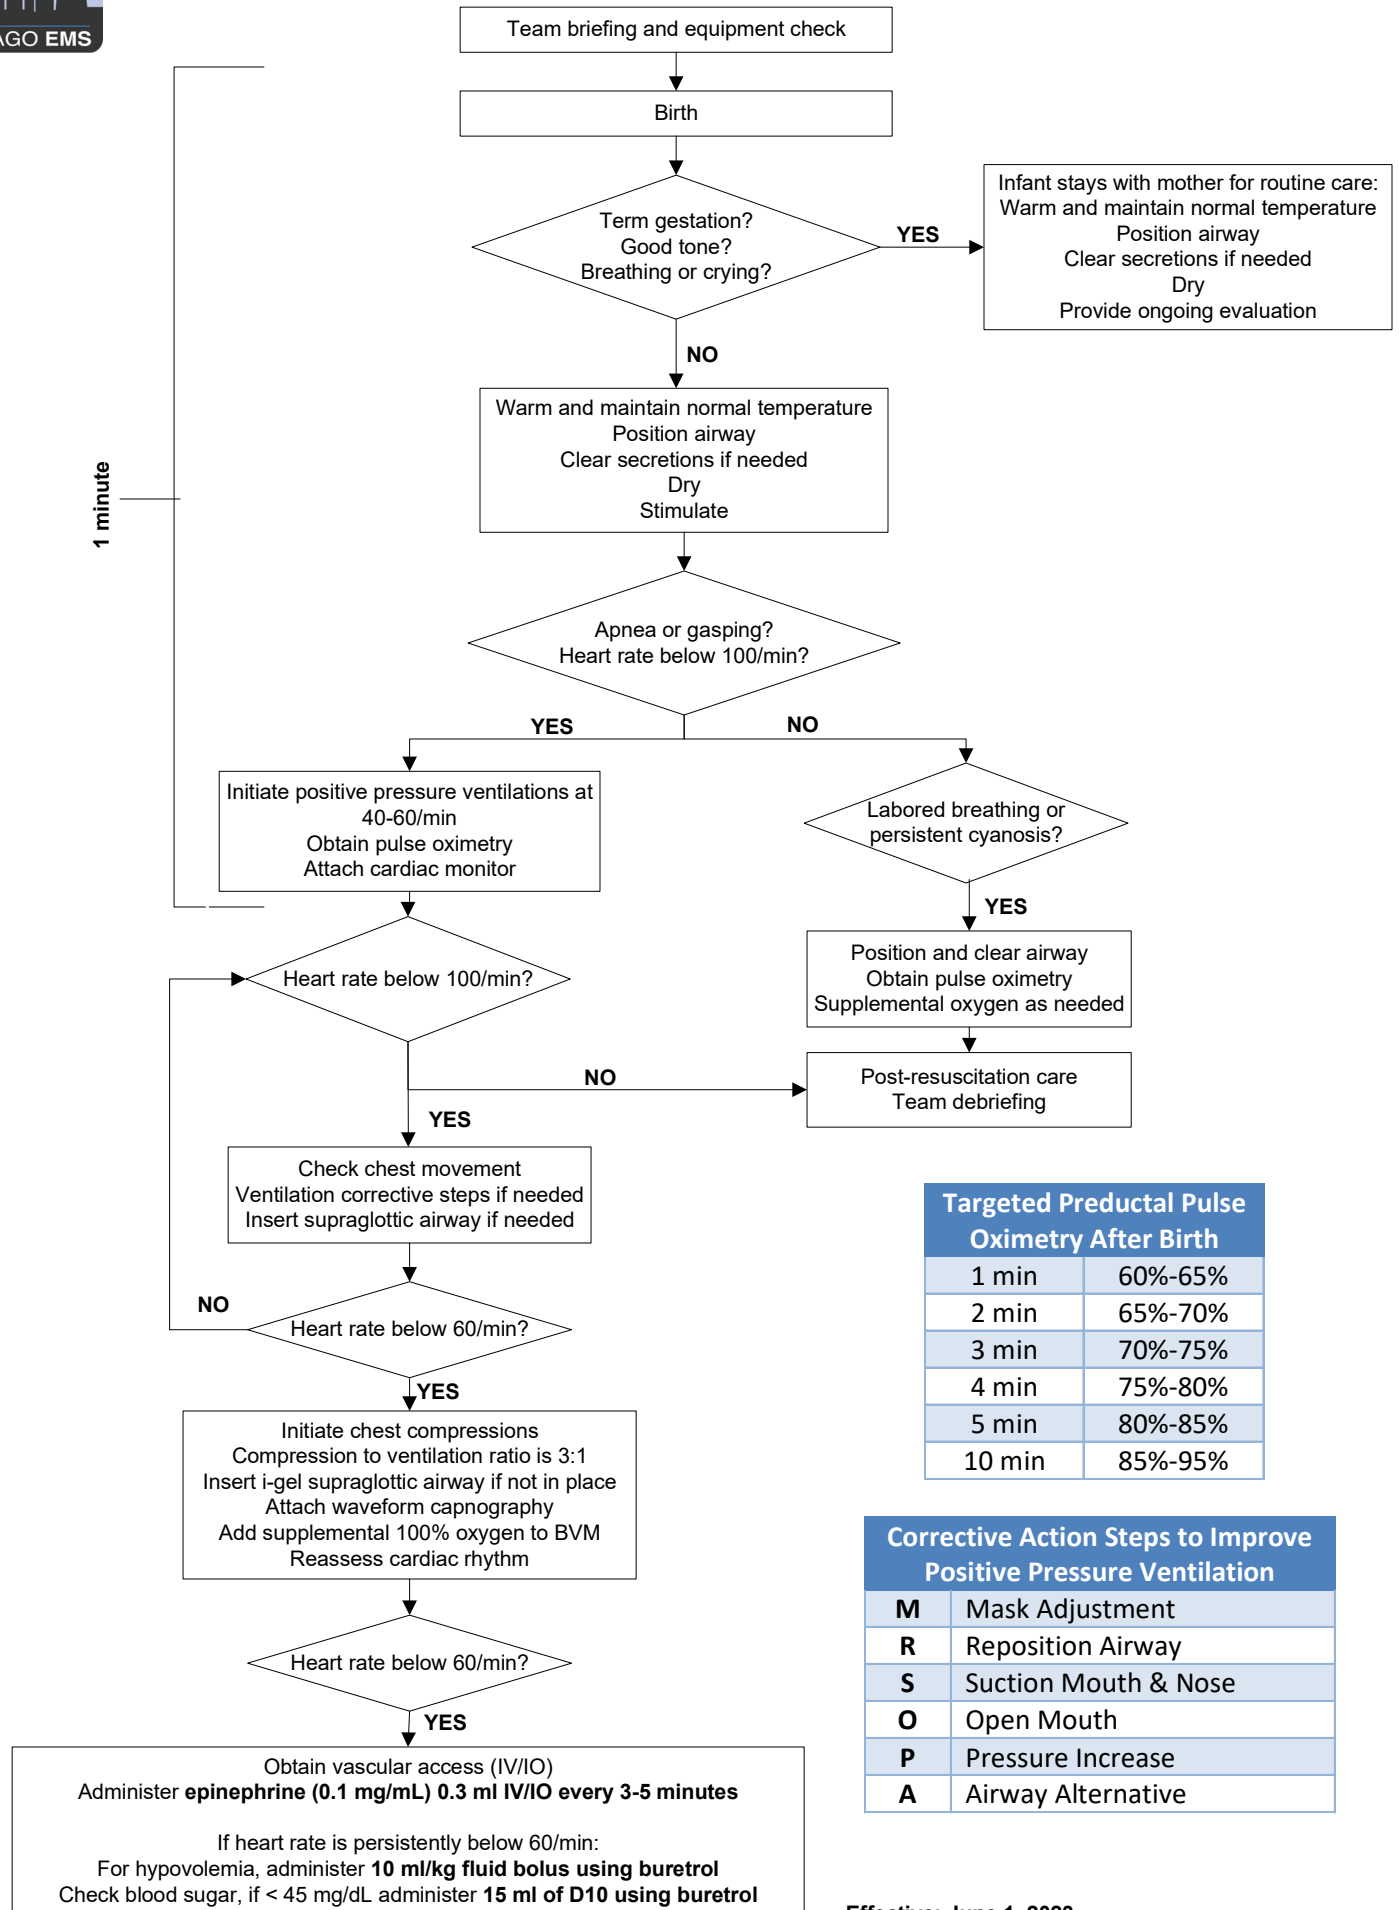 AGO EMS
Team briefing and equipment check
Birth
Term gestation?
Good tone?
Breathing or crying?
YES
Infant stays with mother for routine care:
Warm and maintain normal temperature
Position airway
Clear secretions if needed
Dry
Provide ongoing evaluation
NO
Warm and maintain normal temperature
Position airway
Clear secretions if needed
Dry
Stimulate
1 minute
Apnea or gasping?
Heart rate below 100/min?
YES
NO
Initiate positive pressure ventilations at
40-60/min
Obtain pulse oximetry
Attach cardiac monitor
Labored breathing or
persistent cyanosis?
YES
Position and clear airway
Obtain pulse oximetry
Supplemental oxygen as needed
Heart rate below 100/min?
NO
Post-resuscitation care
Team debriefing
YES
Check chest movement
Ventilation corrective steps if needed
Insert supraglottic airway if needed
NO
Heart rate below 60/min?
YES
Initiate chest compressions
Compression to ventilation ratio is 3:1
Insert i-gel supraglottic airway if not in place
Attach waveform capnography
Add supplemental 100% oxygen to BVM
Reassess cardiac rhythm
Heart rate below 60/min?
YES
Obtain vascular access (IV/IO)
Administer epinephrine (0.1 mg/mL) 0.3 ml IV/IO every 3-5 minutes
If heart rate is persistently below 60/min:
For hypovolemia, administer 10 ml/kg fluid bolus using buretrol
Check blood sugar, if < 45 mg/dL administer 15 ml of D10 using buretrol
Targeted Preductal Pulse
Oximetry After Birth
1 min 60%-65%
2 min 65%-70%
3 min 70%-75%
4 min 75%-80%
5 min 80%-85%
10 min 85%-95%
Corrective Action Steps to Improve
Positive Pressure Ventilation
M Mask Adjustment
R Reposition Airway
S Suction Mouth & Nose
O Open Mouth
P Pressure Increase
A Airway Alternative